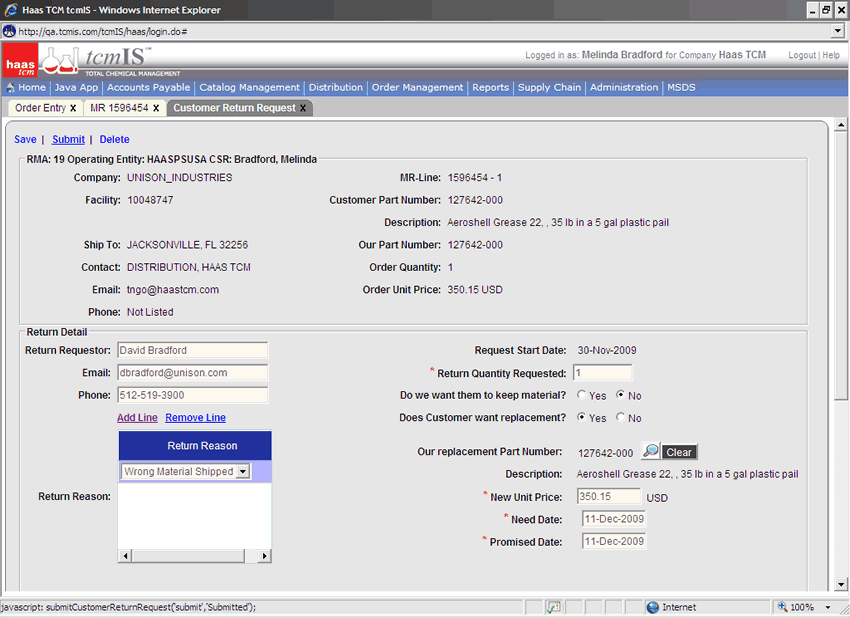 Haas TCM tcmIS - Windows Internet Explorer
http://qa.tcmis.com/tcmIS/haas/login.do#
haas tcm
tcmIS™
TOTAL CHEMICAL MANAGEMENT
Logged in as: Melinda Bradford for Company Haas TCM Logout | Help
Home | Java App | Accounts Payable | Catalog Management | Distribution | Order Management | Reports | Supply Chain | Administration | MSDS
Order Entry x MR 1596454 x Customer Return Request x
Save | Submit | Delete
RMA: 19 Operating Entity: HAASPSUSA CSR: Bradford, Melinda
Company: UNISON_INDUSTRIES MR-Line: 1596454 - 1
Facility: 10048747 Customer Part Number: 127642-000
Description: Aeroshell Grease 22, , 35 lb in a 5 gal plastic pail
Ship To: JACKSONVILLE, FL 32256 Our Part Number: 127642-000
Contact: DISTRIBUTION, HAAS TCM Order Quantity: 1
Email: tngo@haastcm.com Order Unit Price: 350.15 USD
Phone: Not Listed
Return Detail
Return Requestor: David Bradford Request Start Date: 30-Nov-2009
Email: dbradford@unison.com * Return Quantity Requested: 1
Phone: 512-519-3900 Do we want them to keep material? Yes No
Add Line Remove Line Does Customer want replacement? Yes No
Return Reason
Our replacement Part Number: 127642-000 Clear
Wrong Material Shipped Description: Aeroshell Grease 22, , 35 lb in a 5 gal plastic pail
Return Reason: * New Unit Price: 350.15 USD
* Need Date: 11-Dec-2009
* Promised Date: 11-Dec-2009
javascript: submitCustomerReturnRequest('submit','Submitted'); Internet 100%